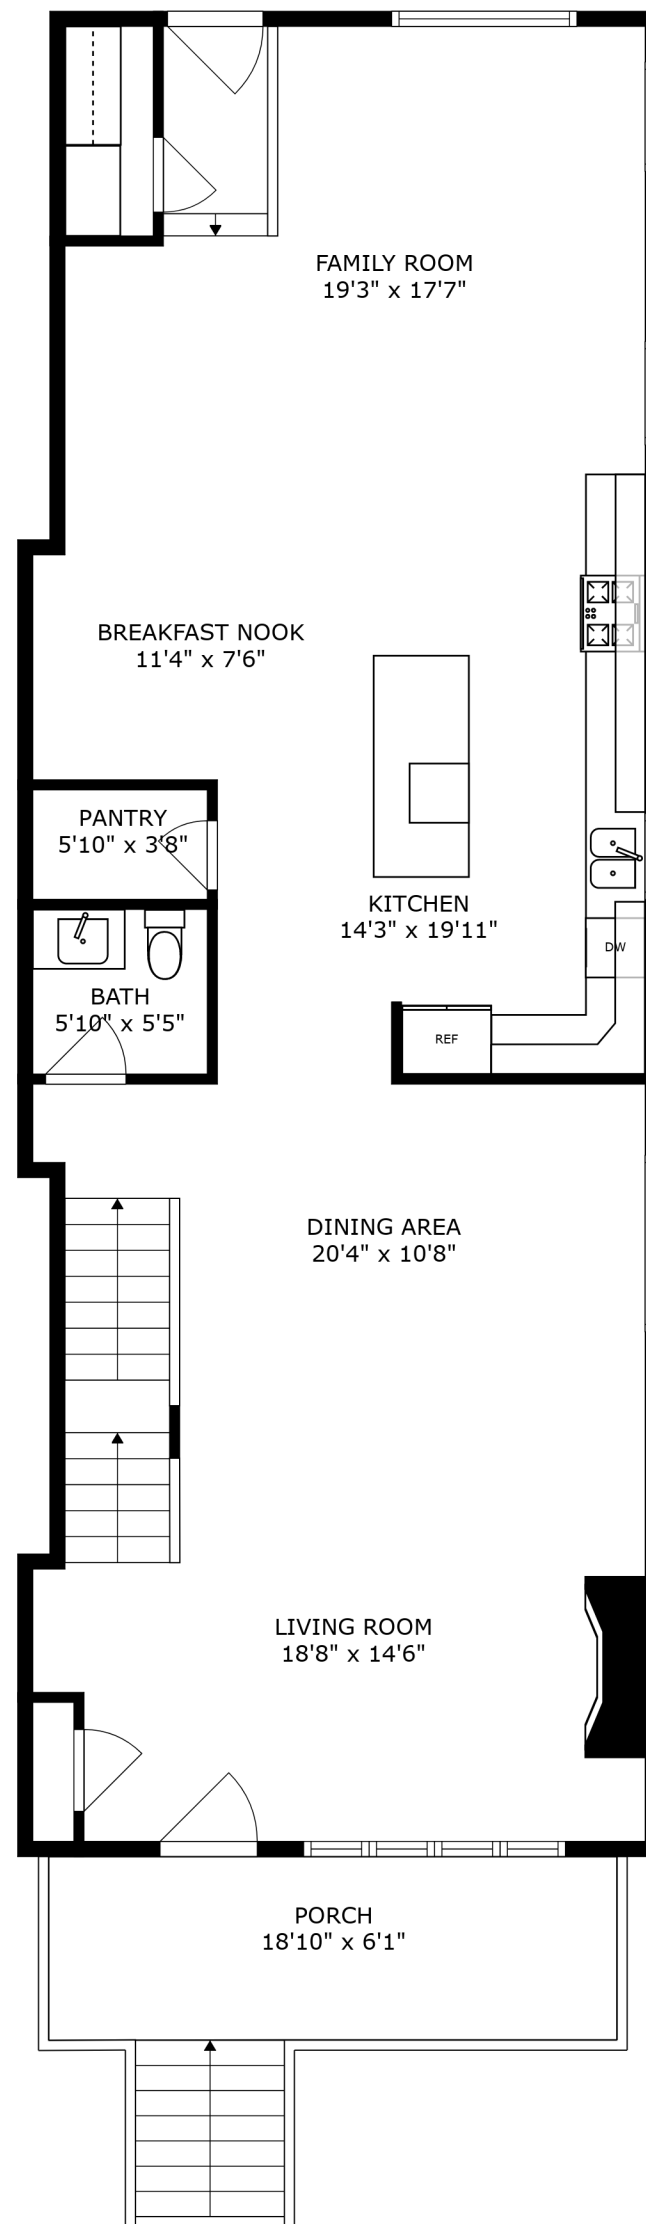 FAMILY ROOM
19'3" x 17'7"
BREAKFAST NOOK
11'4" x 7'6"
PANTRY
5'10" x 3'8"
KITCHEN
14'3" x 19'11"
DW
BATH
5'10" x 5'5"
REF
DINING AREA
20'4" x 10'8"
LIVING ROOM
18'8" x 14'6"
PORCH
18'10" x 6'1"